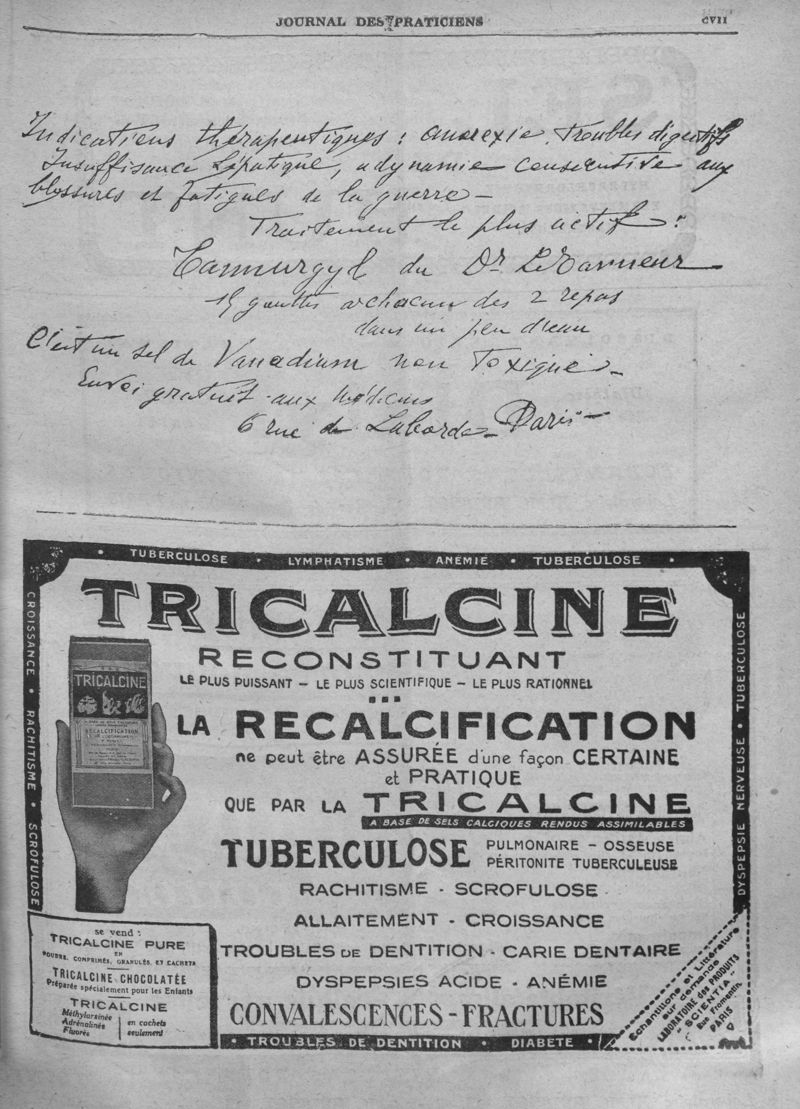 JOURNAL DES PRATICIENS
CVII
Indications thérapeutiques : anorexie, troubles digestifs
Insuffisance hépatique, adynamie consécutive aux
blessures et fatigues de la guerre —
Traitement le plus actif :
du Dr Le Tanneur
15 gouttes à chacun des 2 repas
dans un peu d'eau
C'est un sel de Vanadium non Toxique —
Envoi gratuit aux Médecins
6 rue de Laborde — Paris —
• TUBERCULOSE • LYMPHATISME • ANÉMIE • TUBERCULOSE •
CROISSANCE • RACHITISME • SCROFULOSE
DYSPEPSIE NERVEUSE • TUBERCULOSE
TRICALCINE
RECONSTITUANT
LE PLUS PUISSANT — LE PLUS SCIENTIFIQUE — LE PLUS RATIONNEL
TRICALCINE
RECALCIFICATION
LA RECALCIFICATION
ne peut être ASSURÉE d'une façon CERTAINE
et PRATIQUE
QUE PAR LA TRICALCINE
A BASE DE SELS CALCIQUES RENDUS ASSIMILABLES
TUBERCULOSE PULMONAIRE - OSSEUSE
PÉRITONITE TUBERCULEUSE
RACHITISME - SCROFULOSE
ALLAITEMENT - CROISSANCE
TROUBLES DE DENTITION - CARIE DENTAIRE
DYSPEPSIES ACIDE - ANÉMIE
CONVALESCENCES - FRACTURES
se vend :
TRICALCINE PURE
EN
POUDRE, COMPRIMÉS, GRANULÉS, ET CACHETS
TRICALCINE CHOCOLATÉE
Préparée spécialement pour les Enfants
TRICALCINE
Méthylarsinée
Adrénalinée
Fluorée
en cachets
seulement
Echantillons et Littérature
sur demande
LABORATOIRE des PRODUITS
"SCIENTIA"
Rue Fromentin
PARIS
• TROUBLES DE DENTITION • DIABÈTE •